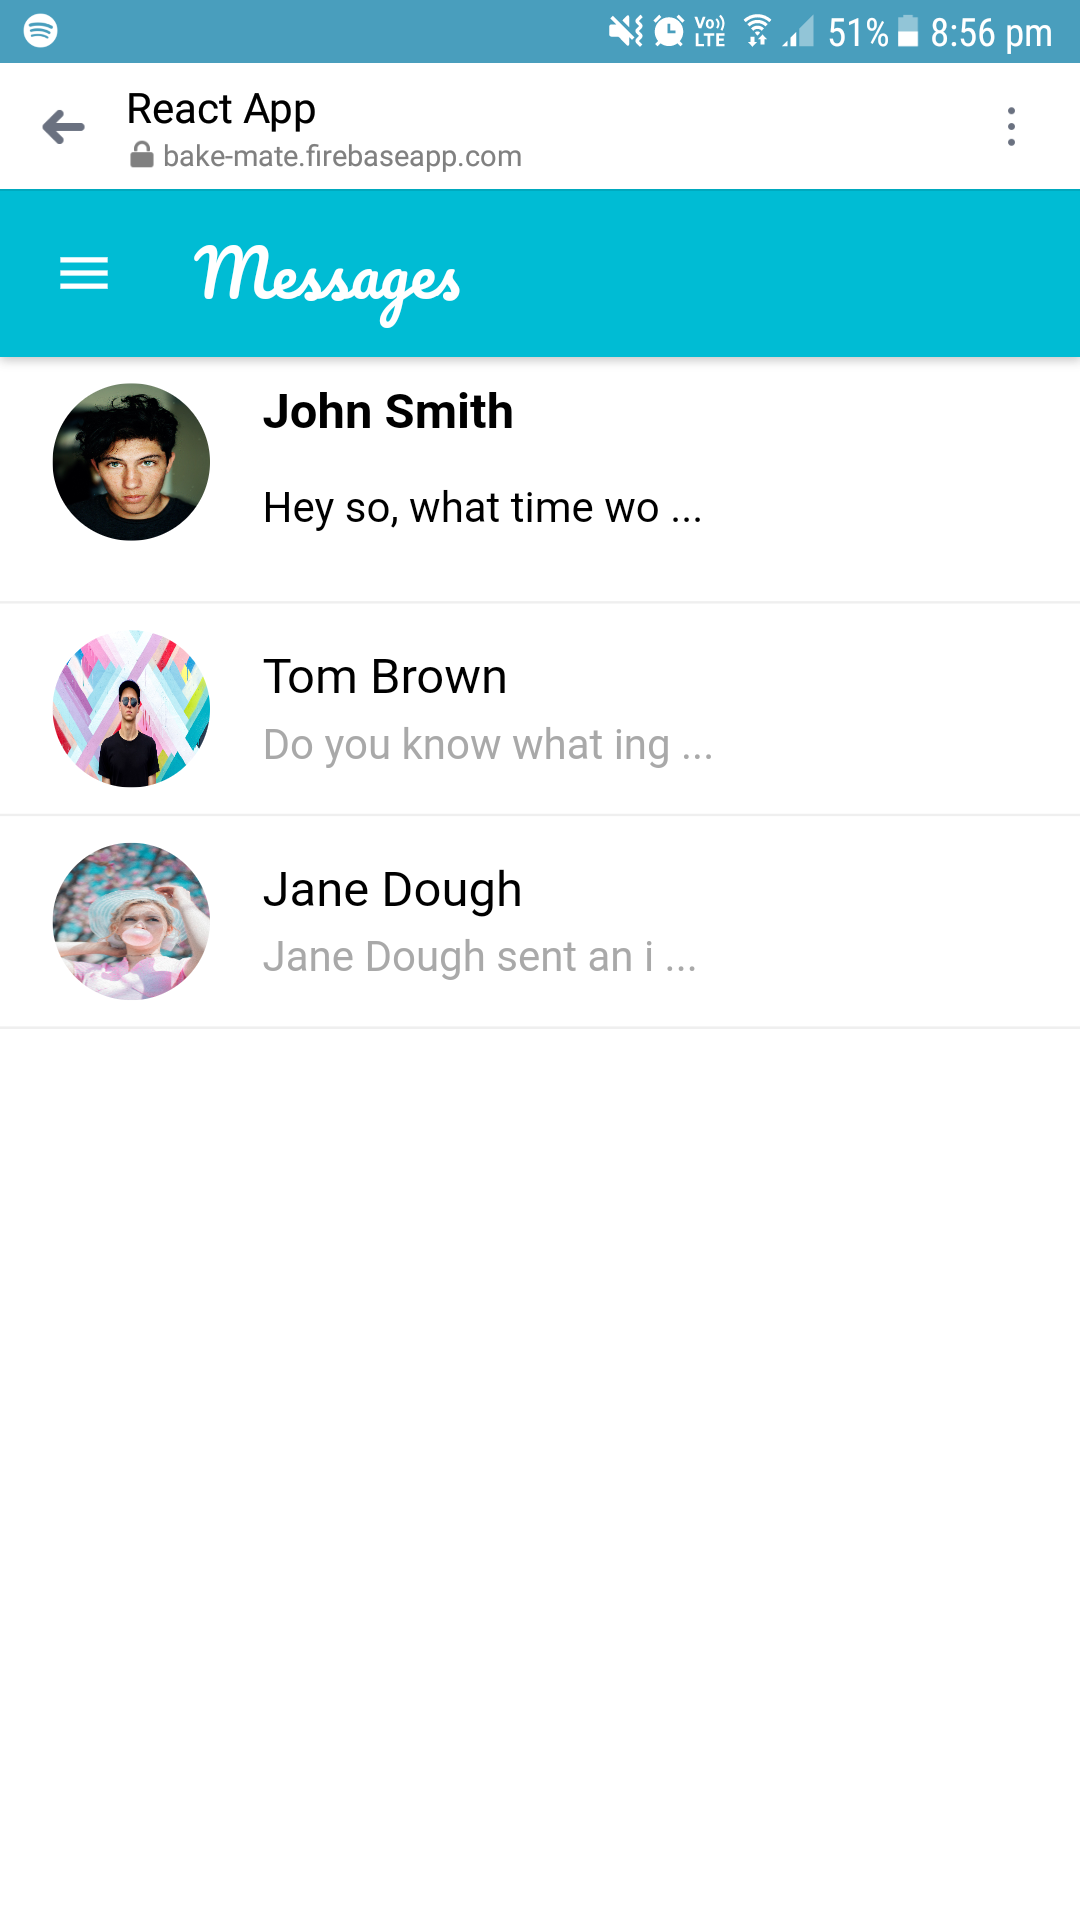 Vo)) LTE 51% 8:56 pm
React App
bake-mate.firebaseapp.com
Messages
John Smith
Hey so, what time wo ...
Tom Brown
Do you know what ing ...
Jane Dough
Jane Dough sent an i ...